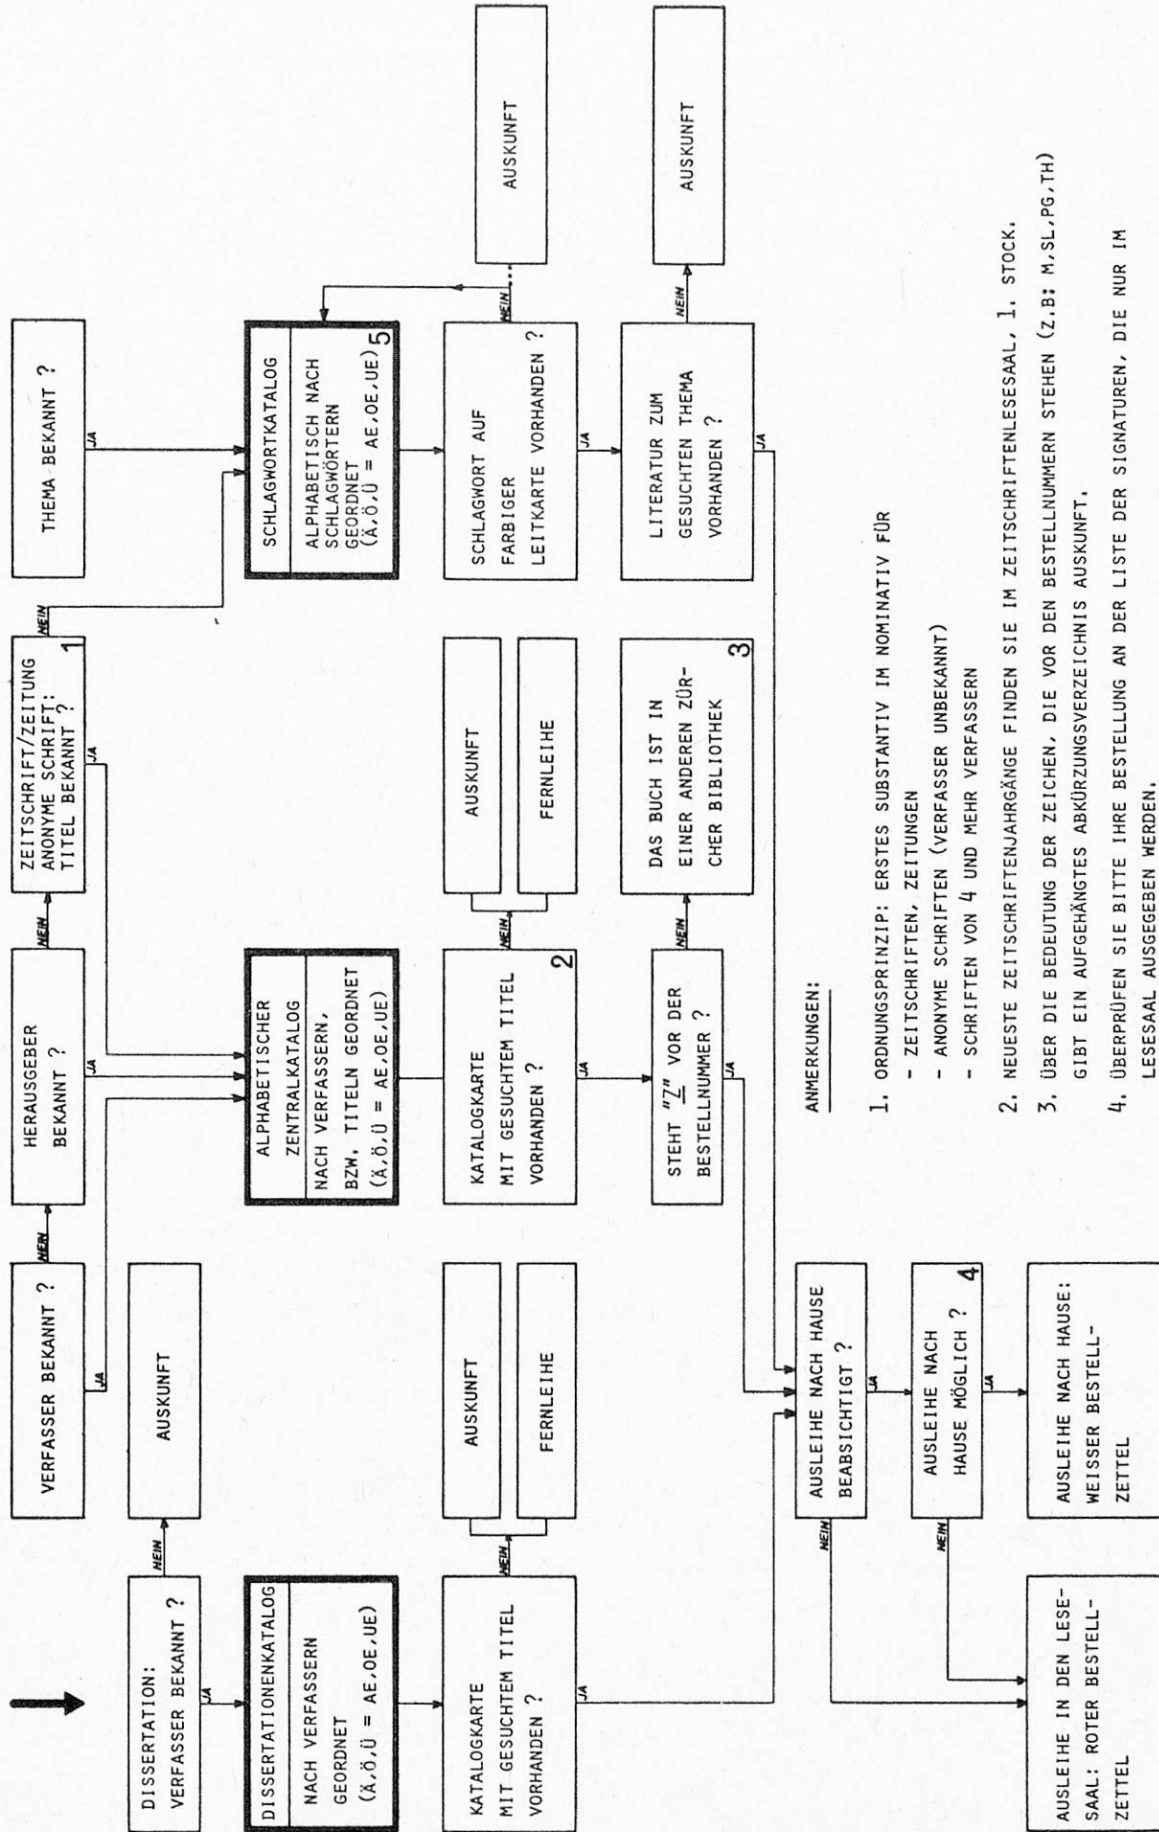 DISSERTATION:
VERFASSER BEKANNT ?
NEIN
JA
AUSKUNFT
VERFASSER BEKANNT ?
NEIN
JA
HERAUSGEBER
BEKANNT ?
NEIN
JA
ZEITSCHRIFT/ZEITUNG
ANONYME SCHRIFT:
TITEL BEKANNT ?
1
NEIN
JA
THEMA BEKANNT ?
JA
DISSERTATIONENKATALOG
NACH VERFASSERN
GEORDNET
(Ä,Ö,Ü = AE,OE,UE)
ALPHABETISCHER
ZENTRALKATALOG
NACH VERFASSERN,
BZW. TITELN GEORDNET
(Ä,Ö,Ü = AE,OE,UE)
SCHLAGWORTKATALOG
ALPHABETISCH NACH
SCHLAGWÖRTERN
GEORDNET
(Ä,Ö,Ü = AE,OE,UE)
5
KATALOGKARTE
MIT GESUCHTEM TITEL
VORHANDEN ?
NEIN
JA
AUSKUNFT
FERNLEIHE
KATALOGKARTE
MIT GESUCHTEM TITEL
VORHANDEN ?
2
NEIN
JA
AUSKUNFT
FERNLEIHE
SCHLAGWORT AUF
FARBIGER
LEITKARTE VORHANDEN ?
NEIN
JA
AUSKUNFT
STEHT "Z" VOR DER
BESTELLNUMMER ?
NEIN
JA
DAS BUCH IST IN
EINER ANDEREN ZÜR-
CHER BIBLIOTHEK
3
LITERATUR ZUM
GESUCHTEN THEMA
VORHANDEN ?
NEIN
JA
AUSKUNFT
AUSLEIHE NACH HAUSE
BEABSICHTIGT ?
NEIN
JA
AUSLEIHE NACH
HAUSE MÖGLICH ?
4
NEIN
JA
AUSLEIHE IN DEN LESE-
SAAL: ROTER BESTELL-
ZETTEL
AUSLEIHE NACH HAUSE:
WEISSER BESTELL-
ZETTEL
ANMERKUNGEN:
1. ORDNUNGSPRINZIP: ERSTES SUBSTANTIV IM NOMINATIV FÜR
- ZEITSCHRIFTEN, ZEITUNGEN
- ANONYME SCHRIFTEN (VERFASSER UNBEKANNT)
- SCHRIFTEN VON 4 UND MEHR VERFASSERN
2. NEUESTE ZEITSCHRIFTENJAHRGÄNGE FINDEN SIE IM ZEITSCHRIFTENLESESAAL, 1. STOCK.
3. ÜBER DIE BEDEUTUNG DER ZEICHEN, DIE VOR DEN BESTELLNUMMERN STEHEN (Z.B: M,SL,PG,TH)
GIBT EIN AUFGEHÄNGTES ABKÜRZUNGSVERZEICHNIS AUSKUNFT.
4. ÜBERPRÜFEN SIE BITTE IHRE BESTELLUNG AN DER LISTE DER SIGNATUREN, DIE NUR IM
LESESAAL AUSGEGEBEN WERDEN.